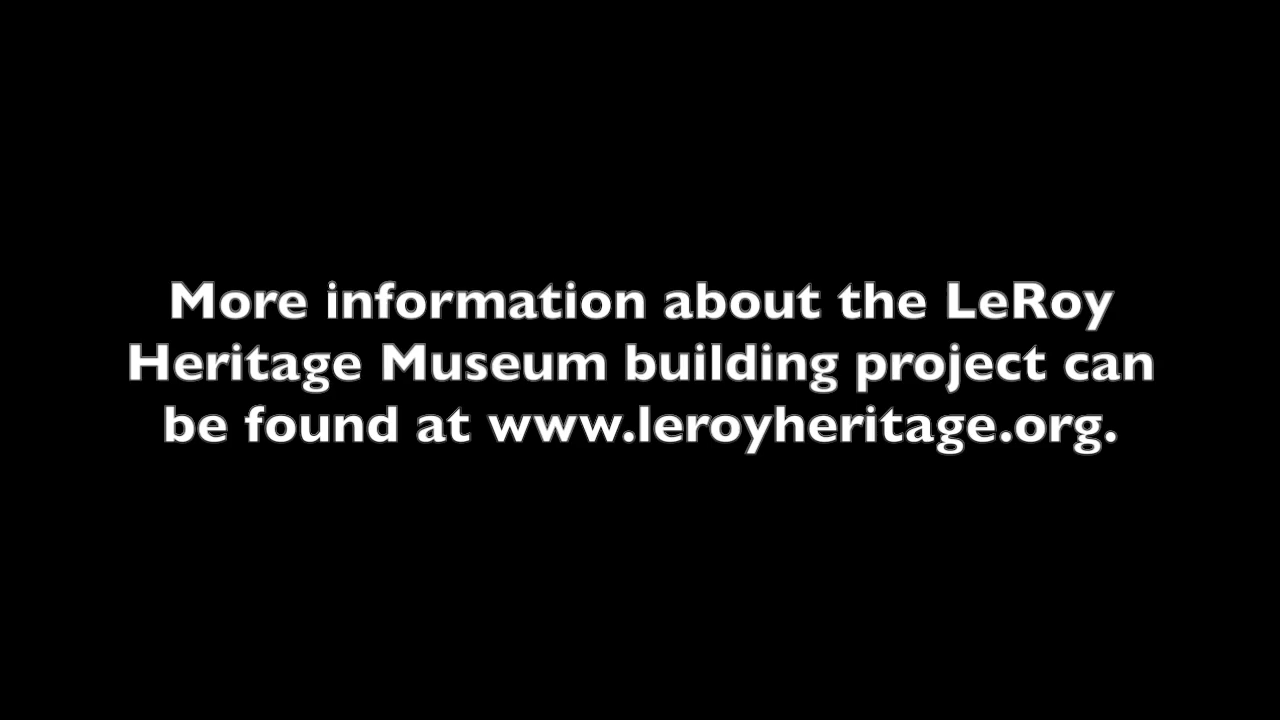 More information about the LeRoy
Heritage Museum building project can
be found at www.leroyheritage.org.